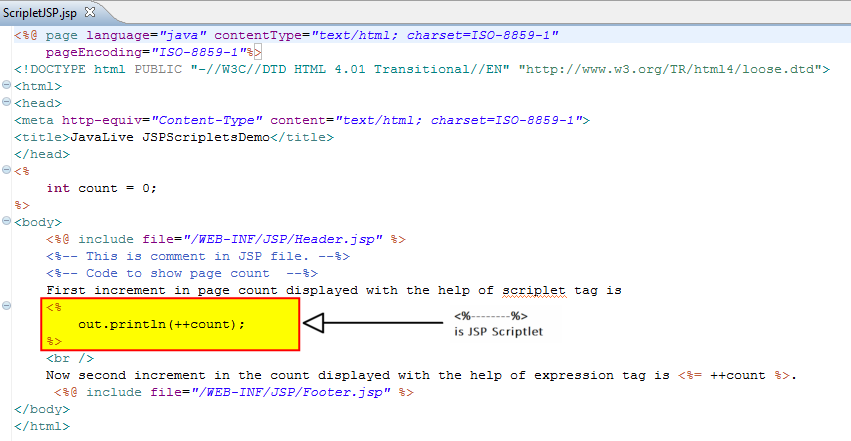 ScripletJSP.jsp
<%@ page language="java" contentType="text/html; charset=ISO-8859-1"
    pageEncoding="ISO-8859-1"%>
<!DOCTYPE html PUBLIC "-//W3C//DTD HTML 4.01 Transitional//EN" "http://www.w3.org/TR/html4/loose.dtd">
<html>
<head>
<meta http-equiv="Content-Type" content="text/html; charset=ISO-8859-1">
<title>JavaLive JSPScripletsDemo</title>
</head>
<%
    int count = 0;
%>
<body>
    <%@ include file="/WEB-INF/JSP/Header.jsp" %>
    <%-- This is comment in JSP file. --%>
    <%-- Code to show page count  --%>
    First increment in page count displayed with the help of scriplet tag is
    <%
        out.println(++count);
    %>
<%--------%>
is JSP Scriptlet
    <br />
    Now second increment in the count displayed with the help of expression tag is <%= ++count %>.
     <%@ include file="/WEB-INF/JSP/Footer.jsp" %>
</body>
</html>